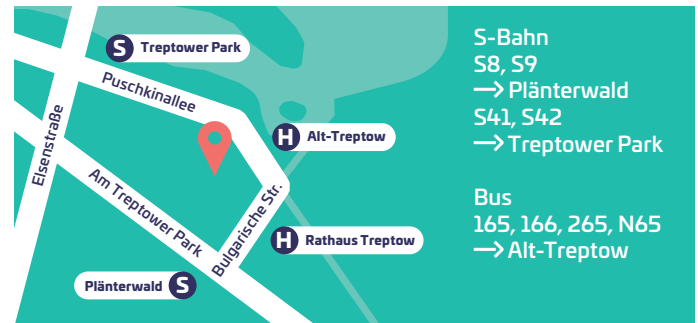 S Treptower Park
Puschkinallee
Elsenstraße
H Alt-Treptow
Am Treptower Park
Bulgarische Str.
H Rathaus Treptow
Plänterwald S
S-Bahn
S8, S9
→ Plänterwald
S41, S42
→ Treptower Park
Bus
165, 166, 265, N65
→ Alt-Treptow